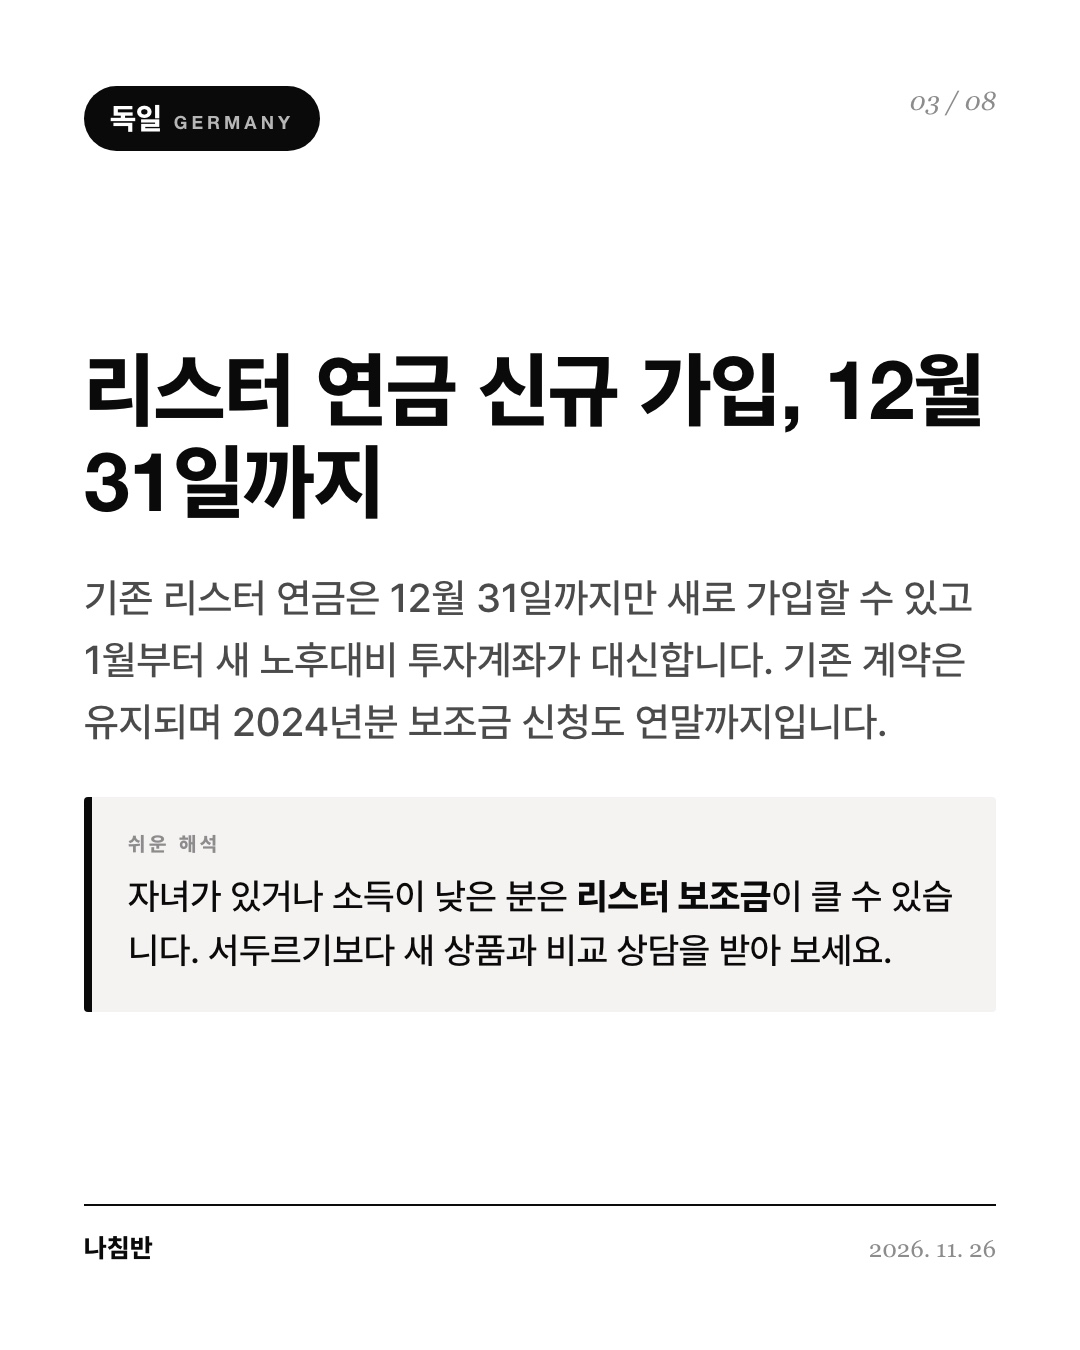 독일 GERMANY
03 / 08
리스터 연금 신규 가입, 12월
31일까지
기존 리스터 연금은 12월 31일까지만 새로 가입할 수 있고
1월부터 새 노후대비 투자계좌가 대신합니다. 기존 계약은
유지되며 2024년분 보조금 신청도 연말까지입니다.
쉬운 해석
자녀가 있거나 소득이 낮은 분은 리스터 보조금이 클 수 있습
니다. 서두르기보다 새 상품과 비교 상담을 받아 보세요.
나침반
2026. 11. 26